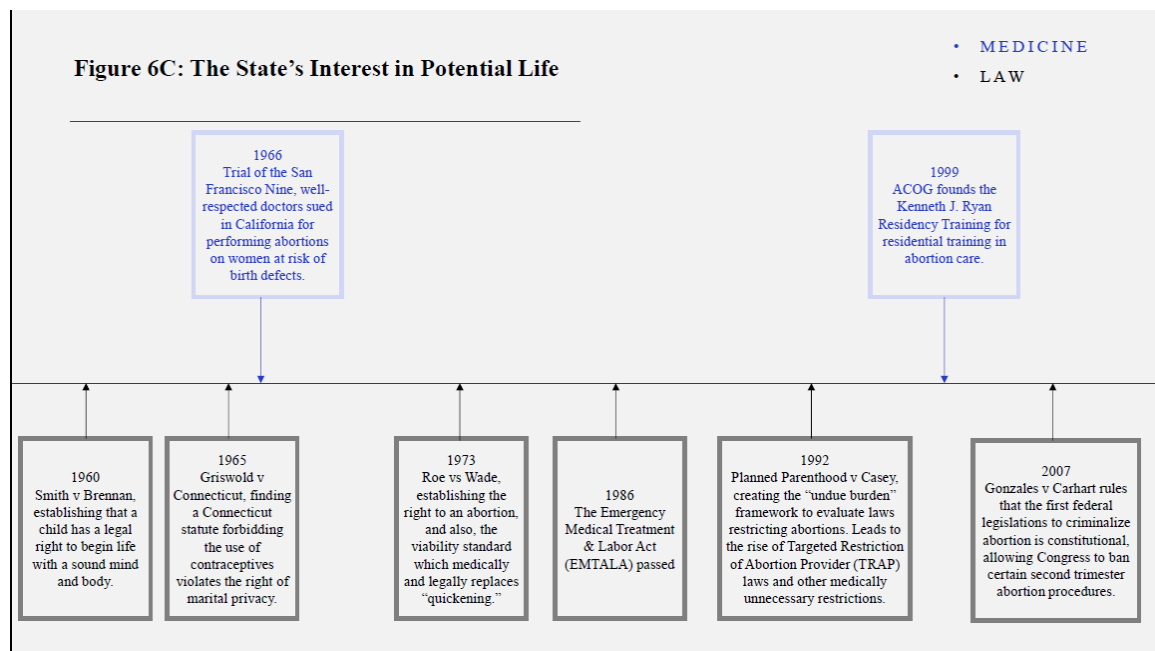 Figure 6C: The State's Interest in Potential Life
• MEDICINE
• LAW
1966
Trial of the San
Francisco Nine, well-
respected doctors sued
in California for
performing abortions
on women at risk of
birth defects.
1999
ACOG founds the
Kenneth J. Ryan
Residency Training for
residential training in
abortion care.
1960
Smith v Brennan,
establishing that a
child has a legal
right to begin life
with a sound mind
and body.
1965
Griswold v
Connecticut, finding
a Connecticut
statute forbidding
the use of
contraceptives
violates the right of
marital privacy.
1973
Roe vs Wade,
establishing the
right to an abortion,
and also, the
viability standard
which medically
and legally replaces
“quickening.”
1986
The Emergency
Medical Treatment
& Labor Act
(EMTALA) passed
1992
Planned Parenthood v Casey,
creating the “undue burden”
framework to evaluate laws
restricting abortions. Leads to
the rise of Targeted Restriction
of Abortion Provider (TRAP)
laws and other medically
unnecessary restrictions.
2007
Gonzales v Carhart rules
that the first federal
legislations to criminalize
abortion is constitutional,
allowing Congress to ban
certain second trimester
abortion procedures.